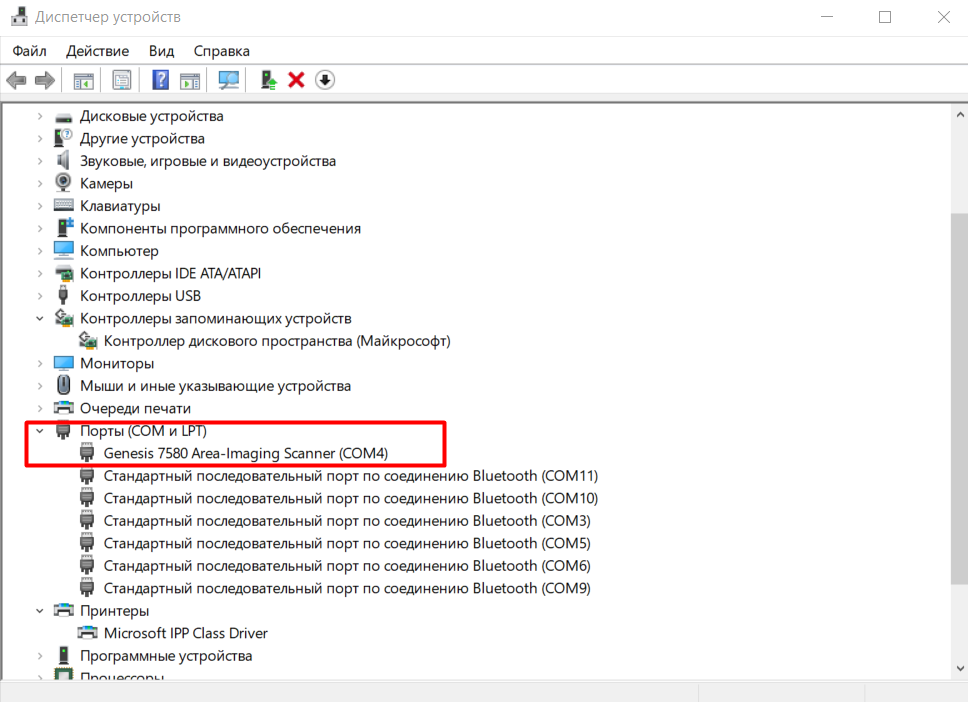 Диспетчер устройств
Файл Действие Вид Справка
Дисковые устройства
Другие устройства
Звуковые, игровые и видеоустройства
Камеры
Клавиатуры
Компоненты программного обеспечения
Компьютер
Контроллеры IDE ATA/ATAPI
Контроллеры USB
Контроллеры запоминающих устройств
Контроллер дискового пространства (Майкрософт)
Мониторы
Мыши и иные указывающие устройства
Очереди печати
Порты (COM и LPT)
Genesis 7580 Area-Imaging Scanner (COM4)
Стандартный последовательный порт по соединению Bluetooth (COM11)
Стандартный последовательный порт по соединению Bluetooth (COM10)
Стандартный последовательный порт по соединению Bluetooth (COM3)
Стандартный последовательный порт по соединению Bluetooth (COM5)
Стандартный последовательный порт по соединению Bluetooth (COM6)
Стандартный последовательный порт по соединению Bluetooth (COM9)
Принтеры
Microsoft IPP Class Driver
Программные устройства
Процессоры